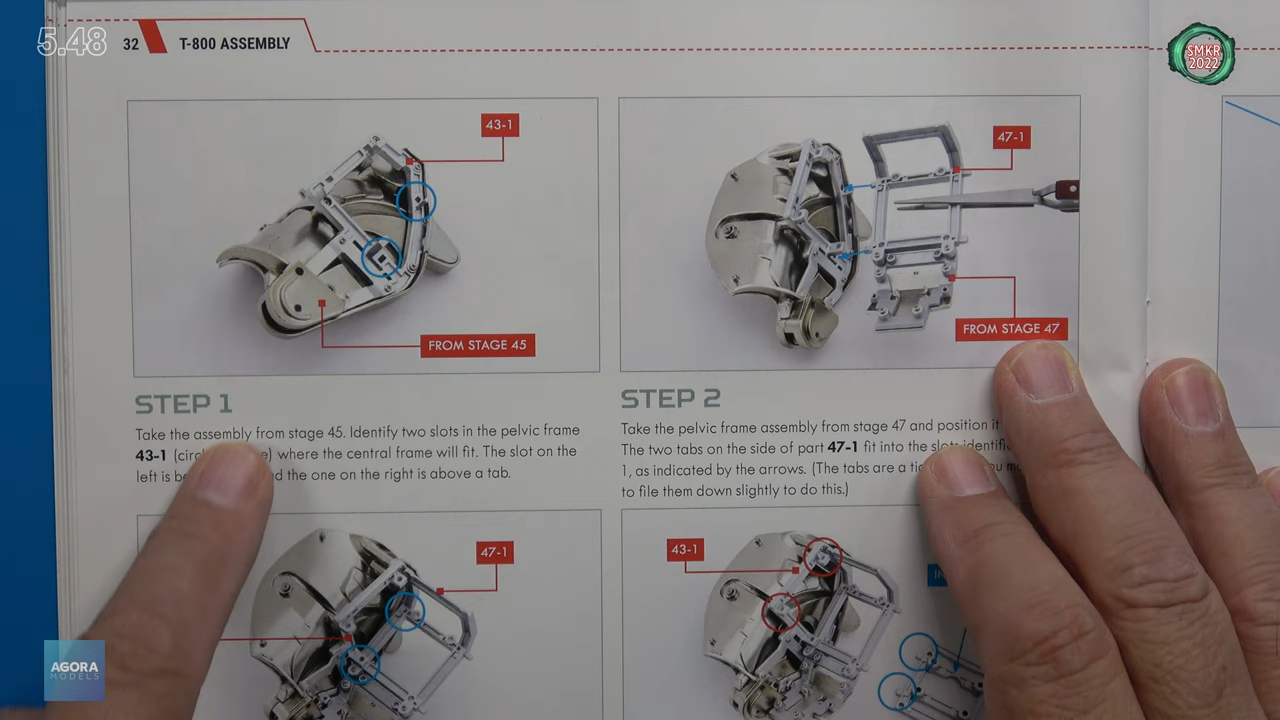 5.48
32 T-800 ASSEMBLY
SMKR
2022
43-1
FROM STAGE 45
47-1
FROM STAGE 47
STEP 1
Take the assembly from stage 45. Identify two slots in the pelvic frame
43-1 where the central frame will fit. The slot on the
left is and the one on the right is above a tab.
STEP 2
Take the pelvic frame assembly from stage 47 and position it
The two tabs on the side of part 47-1 fit into the slots
1, as indicated by the arrows. (The tabs are a
to file them down slightly to do this.)
47-1
43-1
AGORA
MODELS